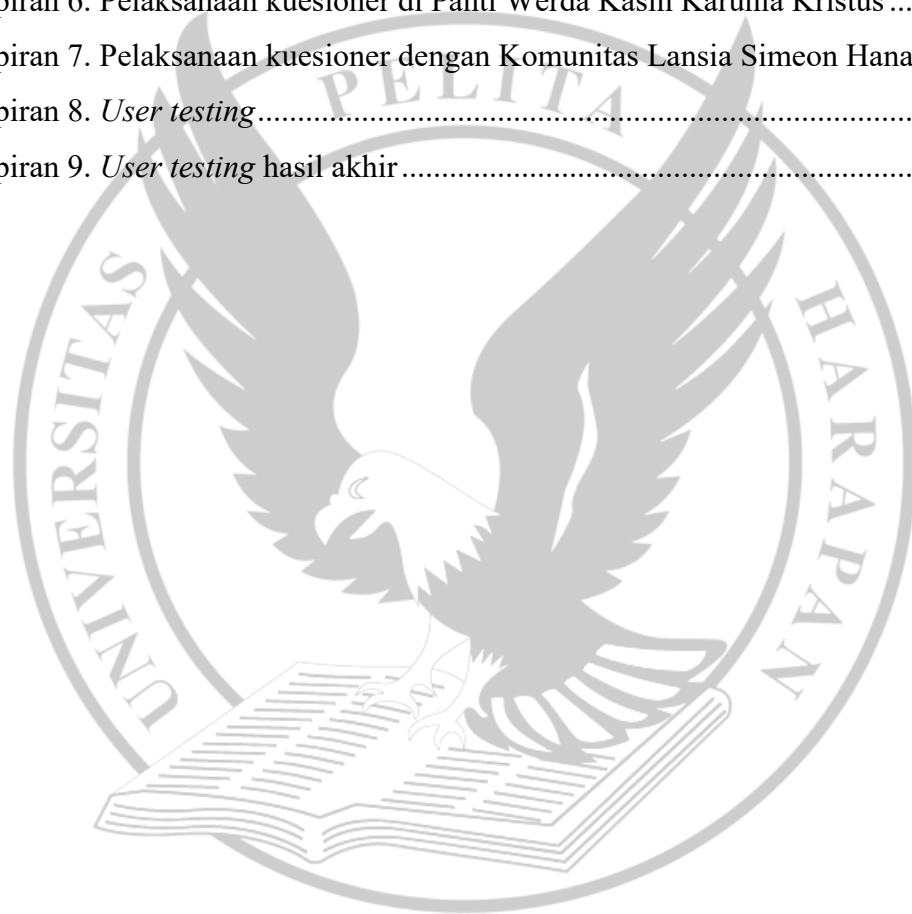 piran 6. Pelaksanaan kuesioner di Panti Werda Kasih Karunia Kristus...
piran 7. Pelaksanaan kuesioner dengan Komunitas Lansia Simeon Hana
piran 8. User testing................................................................................
piran 9. User testing hasil akhir..............................................................
UNIVERSITAS PELITA HARAPAN